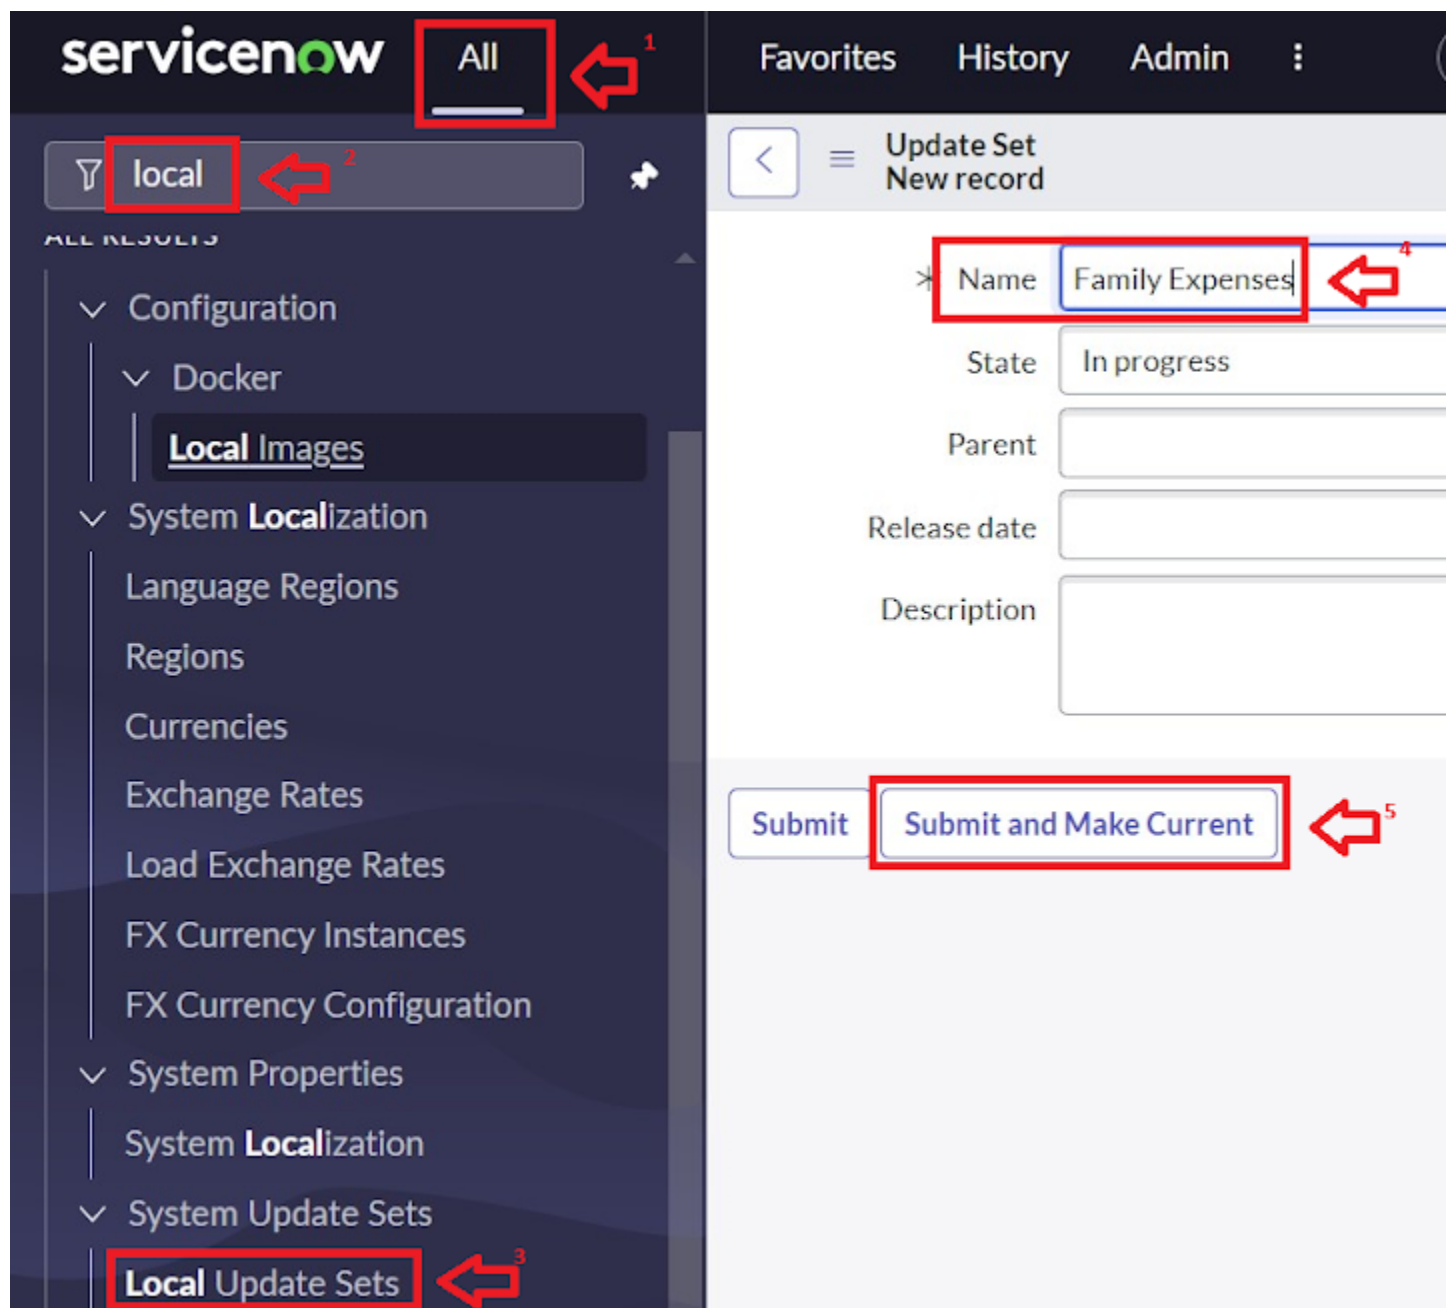 servicenow All 1 Favorites History Admin
local 2
ALL RESULTS
Configuration
Docker
Local Images
System Localization
Language Regions
Regions
Currencies
Exchange Rates
Load Exchange Rates
FX Currency Instances
FX Currency Configuration
System Properties
System Localization
System Update Sets
Local Update Sets 3
Update Set
New record
* Name Family Expenses 4
State In progress
Parent
Release date
Description
Submit Submit and Make Current 5